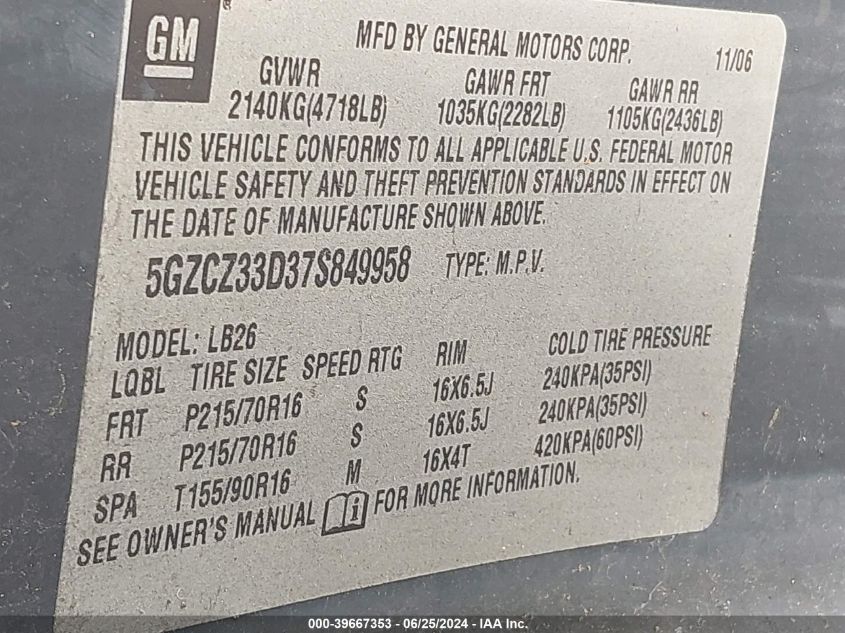 GM ®
MFD BY GENERAL MOTORS CORP. 11/06
GVWR GAWR FRT GAWR RR
2140KG(4718LB) 1035KG(2282LB) 1105KG(2436LB)
THIS VEHICLE CONFORMS TO ALL APPLICABLE U.S. FEDERAL MOTOR
VEHICLE SAFETY AND THEFT PREVENTION STANDARDS IN EFFECT ON
THE DATE OF MANUFACTURE SHOWN ABOVE.
5GZCZ33D37S849958 TYPE: M.P.V.
MODEL: LB26
LQBL TIRE SIZE SPEED RTG RIM COLD TIRE PRESSURE
FRT P215/70R16 S 16X6.5J 240KPA(35PSI)
RR P215/70R16 S 16X6.5J 240KPA(35PSI)
SPA T155/90R16 M 16X4T 420KPA(60PSI)
SEE OWNER'S MANUAL i FOR MORE INFORMATION.
000-39667353 - 06/25/2024 - IAA Inc.